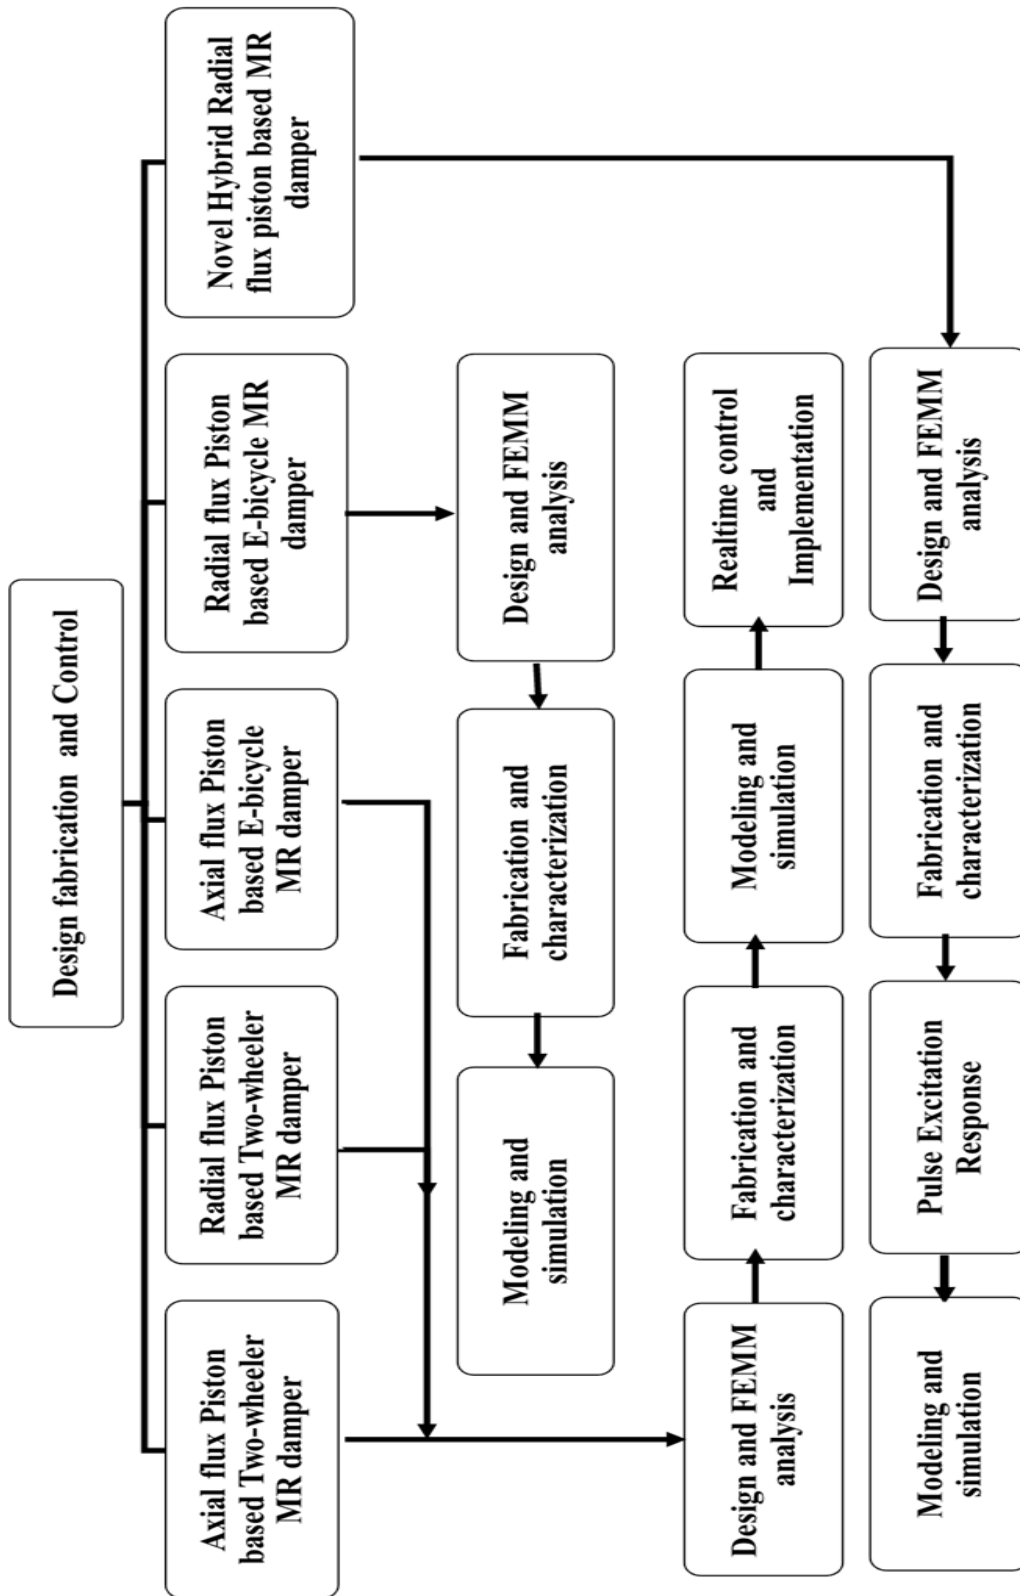 Design fabrication and Control
Axial flux Piston
based Two-wheeler
MR damper
Radial flux Piston
based Two-wheeler
MR damper
Axial flux Piston
based E-bicycle
MR damper
Radial flux Piston
based E-bicycle MR
damper
Novel Hybrid Radial
flux piston based MR
damper
Modeling and
simulation
Fabrication and
characterization
Design and FEMM
analysis
Design and FEMM
analysis
Fabrication and
characterization
Modeling and
simulation
Realtime control
and
Implementation
Modeling and
simulation
Pulse Excitation
Response
Fabrication and
characterization
Design and FEMM
analysis